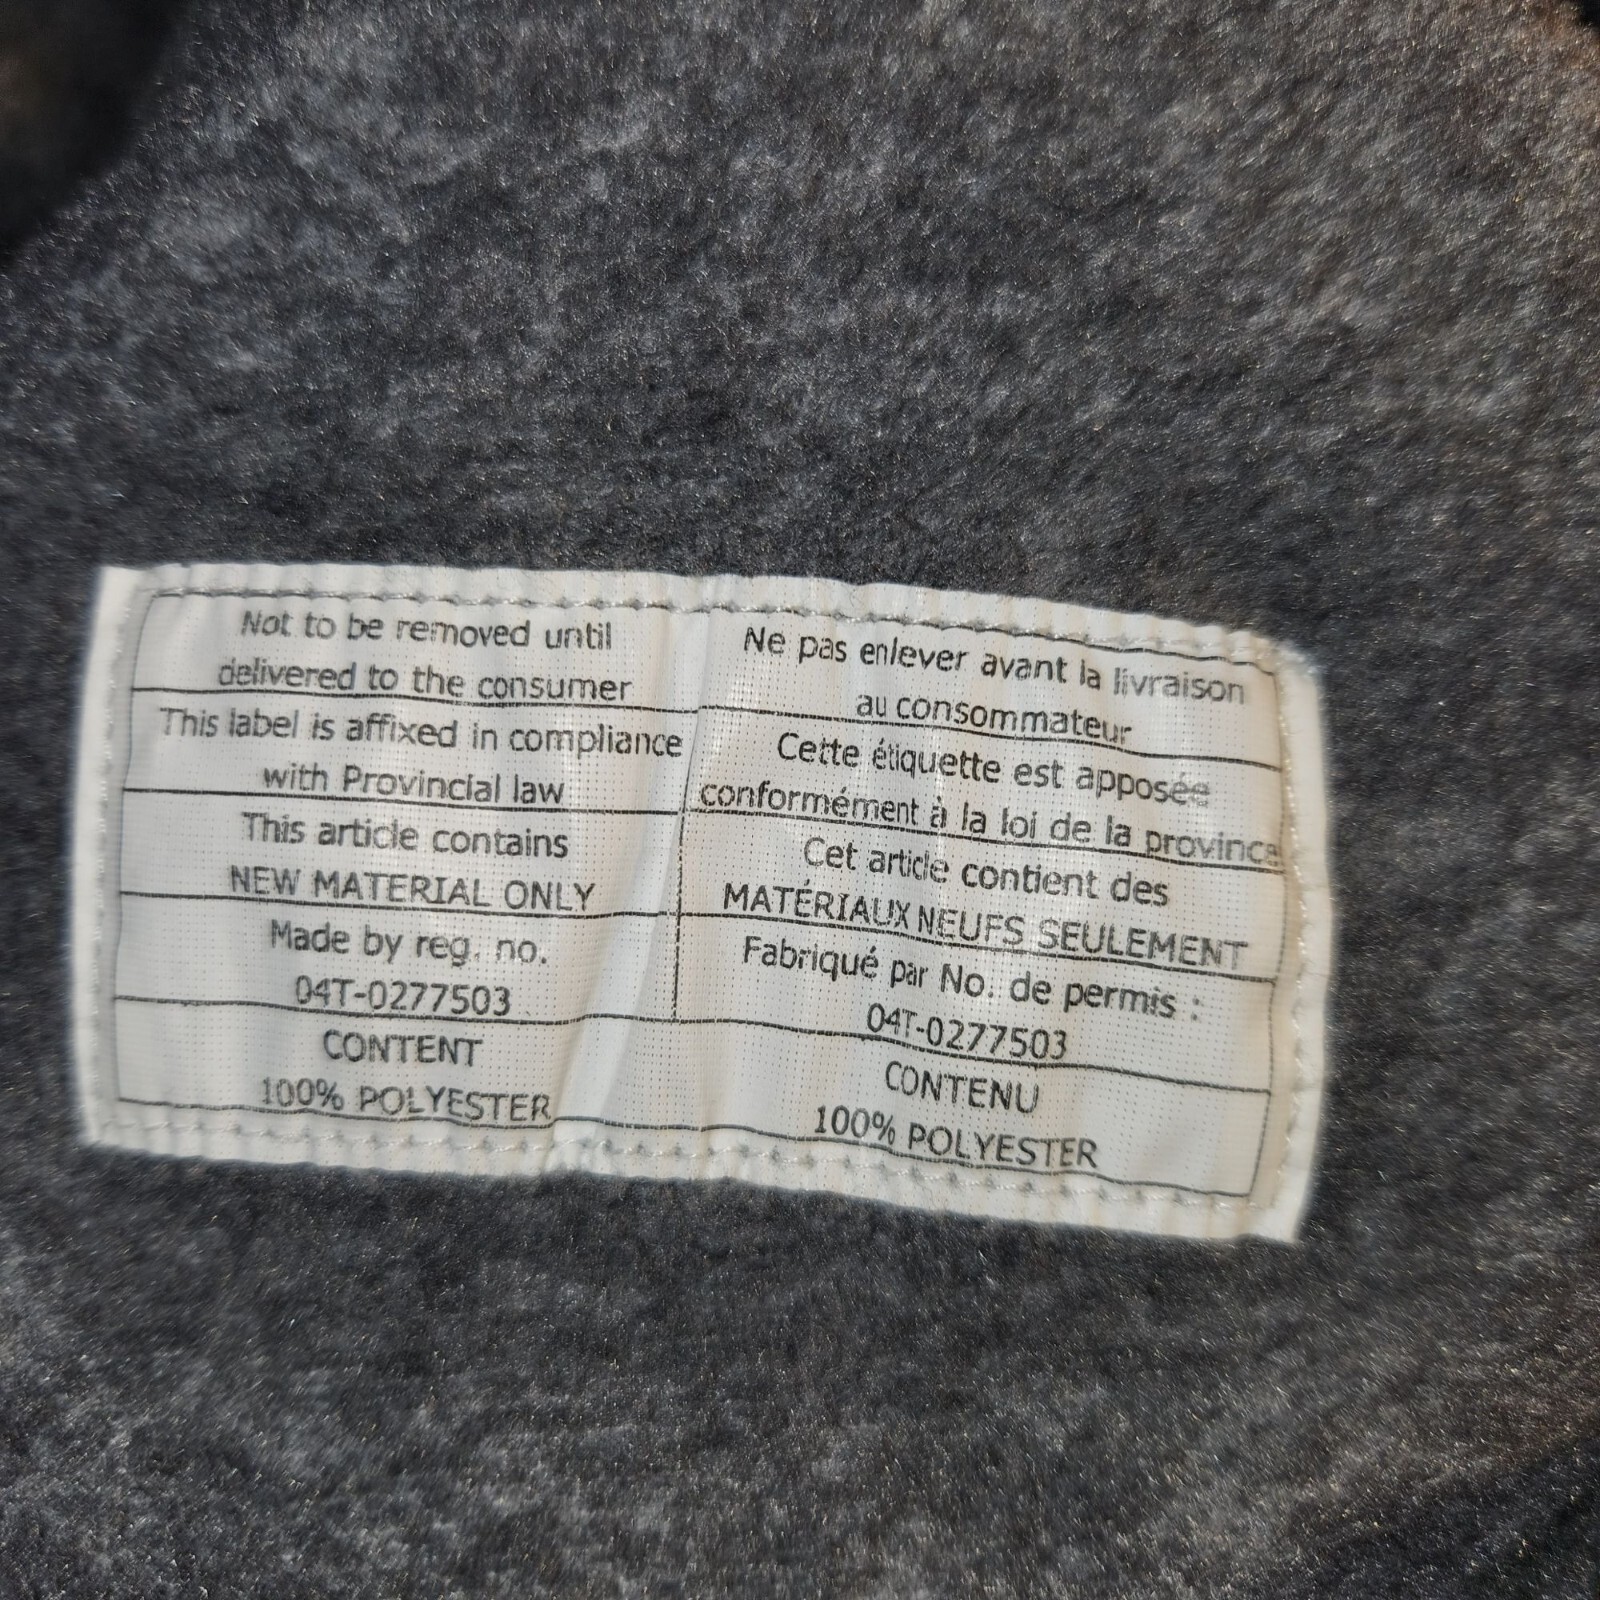 Not to be removed until
delivered to the consumer
This label is affixed in compliance
with Provincial law
This article contains
NEW MATERIAL ONLY
Made by reg. no.
04T-0277503
CONTENT
100% POLYESTER
Ne pas enlever avant la livraison
au consommateur
Cette étiquette est apposée
conformément à la loi de la province
Cet article contient des
MATÉRIAUX NEUFS SEULEMENT
Fabriqué par No. de permis :
04T-0277503
CONTENU
100% POLYESTER